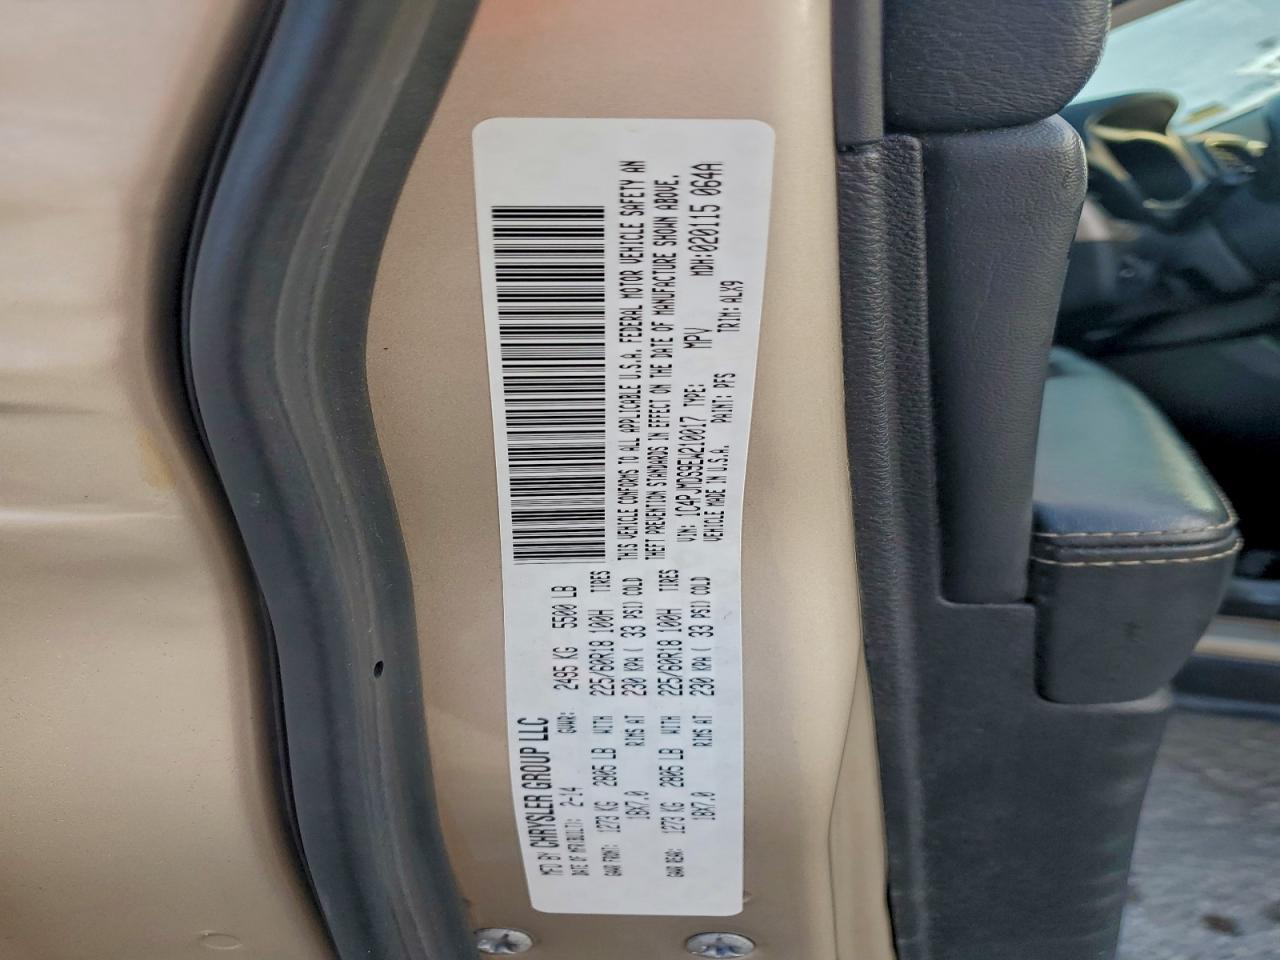 MFD BY CHRYSLER GROUP LLC
DATE OF MFR(BUILT): 2-14 GVWR: 2495 KG 5500 LB
GAWR FRONT: 1273 KG 2805 LB WITH 225/60R18 100H TIRES
18X7.0 RIMS AT 230 KPA ( 33 PSI) COLD
GAWR REAR: 1273 KG 2805 LB WITH 225/60R18 100H TIRES
18X7.0 RIMS AT 230 KPA ( 33 PSI) COLD
THIS VEHICLE CONFORMS TO ALL APPLICABLE U.S.A. FEDERAL MOTOR VEHICLE SAFETY AN
THEFT PREVENTION STANDARDS IN EFFECT ON THE DATE OF MANUFACTURE SHOWN ABOVE.
VIN: 1C4PJMDS9EW210017 TYPE: MPV MDH:020115 064A
VEHICLE MADE IN U.S.A. PAINT: PFS TRIM: ALX9